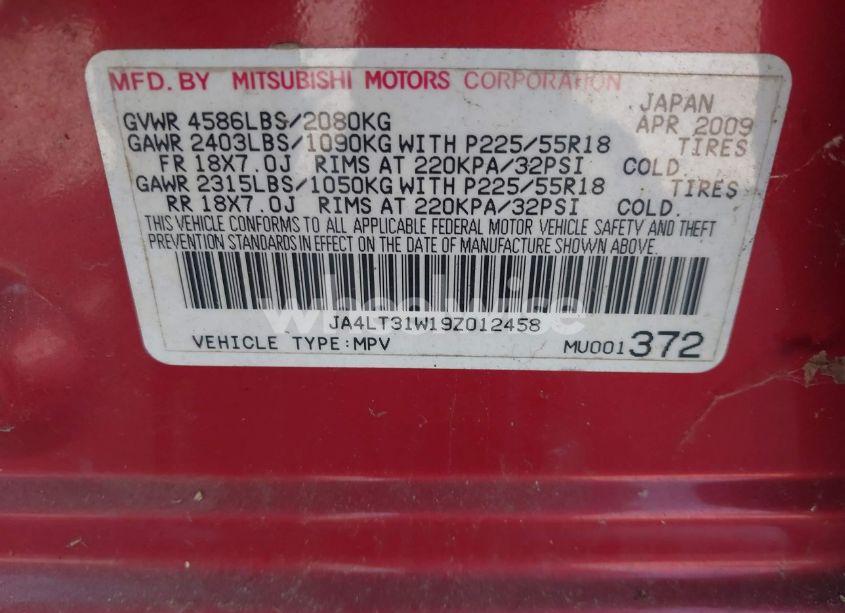 MFD. BY MITSUBISHI MOTORS CORPORATION
JAPAN
GVWR 4586LBS/2080KG APR 2009
GAWR 2403LBS/1090KG WITH P225/55R18 TIRES
FR 18X7.0J RIMS AT 220KPA/32PSI COLD.
GAWR 2315LBS/1050KG WITH P225/55R18 TIRES
RR 18X7.0J RIMS AT 220KPA/32PSI COLD.
THIS VEHICLE CONFORMS TO ALL APPLICABLE FEDERAL MOTOR VEHICLE SAFETY AND THEFT
PREVENTION STANDARDS IN EFFECT ON THE DATE OF MANUFACTURE SHOWN ABOVE.
wheelwise
JA4LT31W19Z012458
VEHICLE TYPE:MPV MU001372